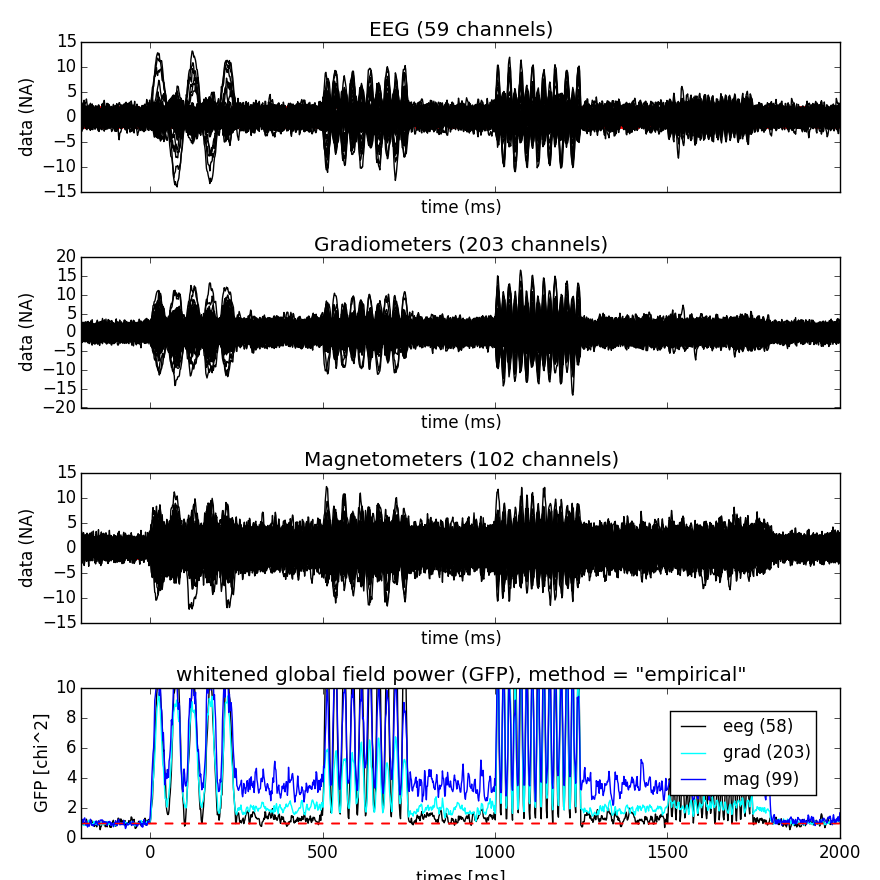 EEG (59 channels)
15
10
5
0
−5
−10
−15
data (NA)
time (ms)
Gradiometers (203 channels)
20
15
10
5
0
−5
−10
−15
−20
data (NA)
time (ms)
Magnetometers (102 channels)
15
10
5
0
−5
−10
−15
data (NA)
time (ms)
whitened global field power (GFP), method = "empirical"
10
8
6
4
2
0
GFP [chi^2]
eeg (58)
grad (203)
mag (99)
0 500 1000 1500 2000
times [ms]